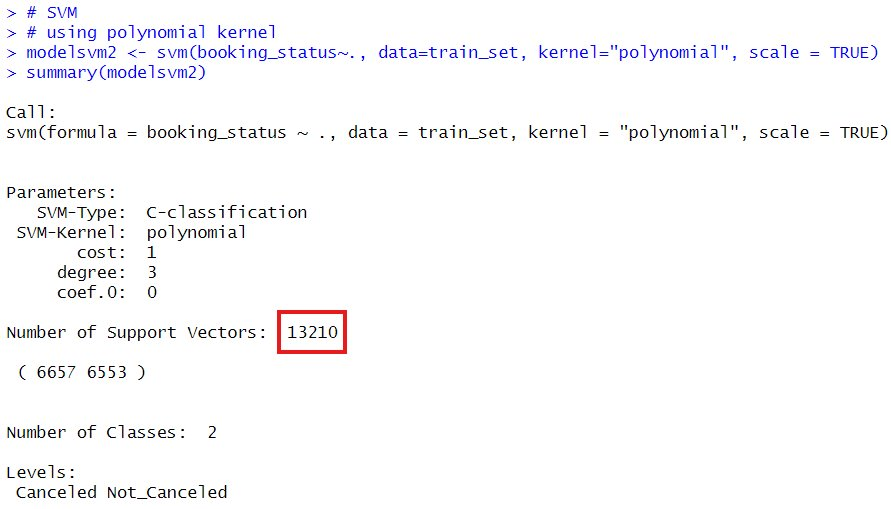 > # SVM
> # using polynomial kernel
> modelsvm2 <- svm(booking_status~., data=train_set, kernel="polynomial", scale = TRUE)
> summary(modelsvm2)
Call:
svm(formula = booking_status ~ ., data = train_set, kernel = "polynomial", scale = TRUE)
Parameters:
SVM-Type: C-classification
SVM-Kernel: polynomial
cost: 1
degree: 3
coef.0: 0
Number of Support Vectors: 13210
( 6657 6553 )
Number of Classes: 2
Levels:
Canceled Not_Canceled